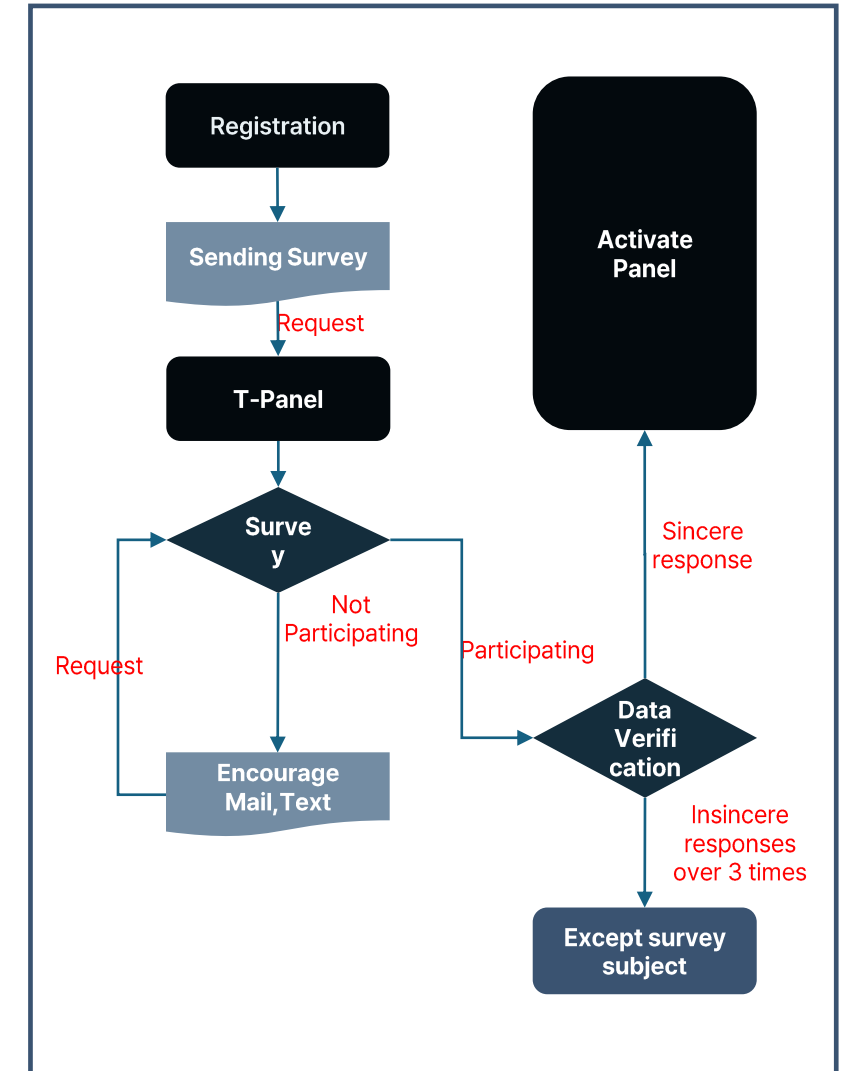 Registration
Sending Survey
Request
T-Panel
Surve
y
Not
Participating
Request
Encourage
Mail,Text
Participating
Activate
Panel
Sincere
response
Data
Verifi
cation
Insincere
responses
over 3 times
Except survey
subject